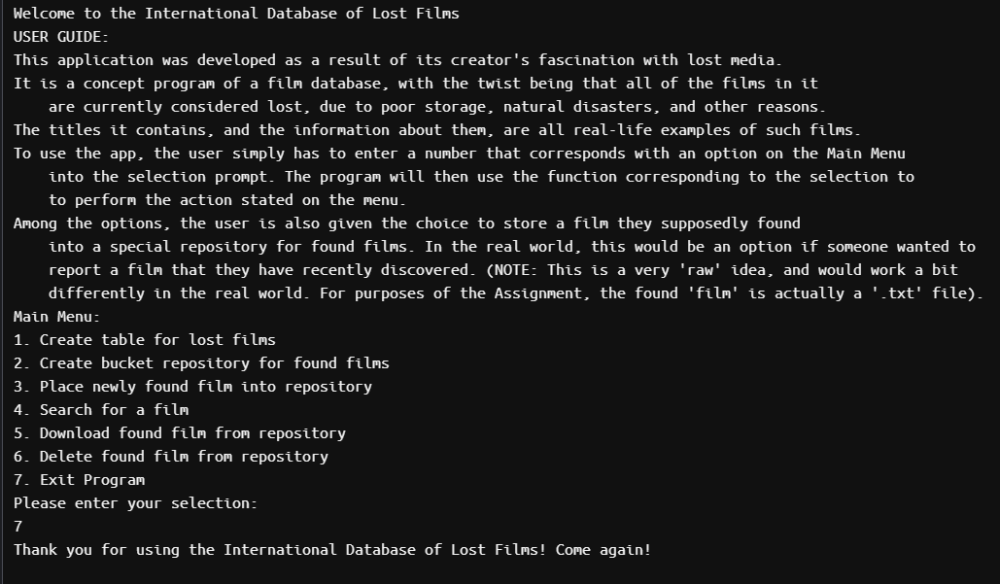 Welcome to the International Database of Lost Films
USER GUIDE:
This application was developed as a result of its creator's fascination with lost media.
It is a concept program of a film database, with the twist being that all of the films in it
    are currently considered lost, due to poor storage, natural disasters, and other reasons.
The titles it contains, and the information about them, are all real-life examples of such films.
To use the app, the user simply has to enter a number that corresponds with an option on the Main Menu
    into the selection prompt. The program will then use the function corresponding to the selection to
    to perform the action stated on the menu.
Among the options, the user is also given the choice to store a film they supposedly found
    into a special repository for found films. In the real world, this would be an option if someone wanted to
    report a film that they have recently discovered. (NOTE: This is a very 'raw' idea, and would work a bit
    differently in the real world. For purposes of the Assignment, the found 'film' is actually a '.txt' file).
Main Menu:
1. Create table for lost films
2. Create bucket repository for found films
3. Place newly found film into repository
4. Search for a film
5. Download found film from repository
6. Delete found film from repository
7. Exit Program
Please enter your selection:
7
Thank you for using the International Database of Lost Films! Come again!